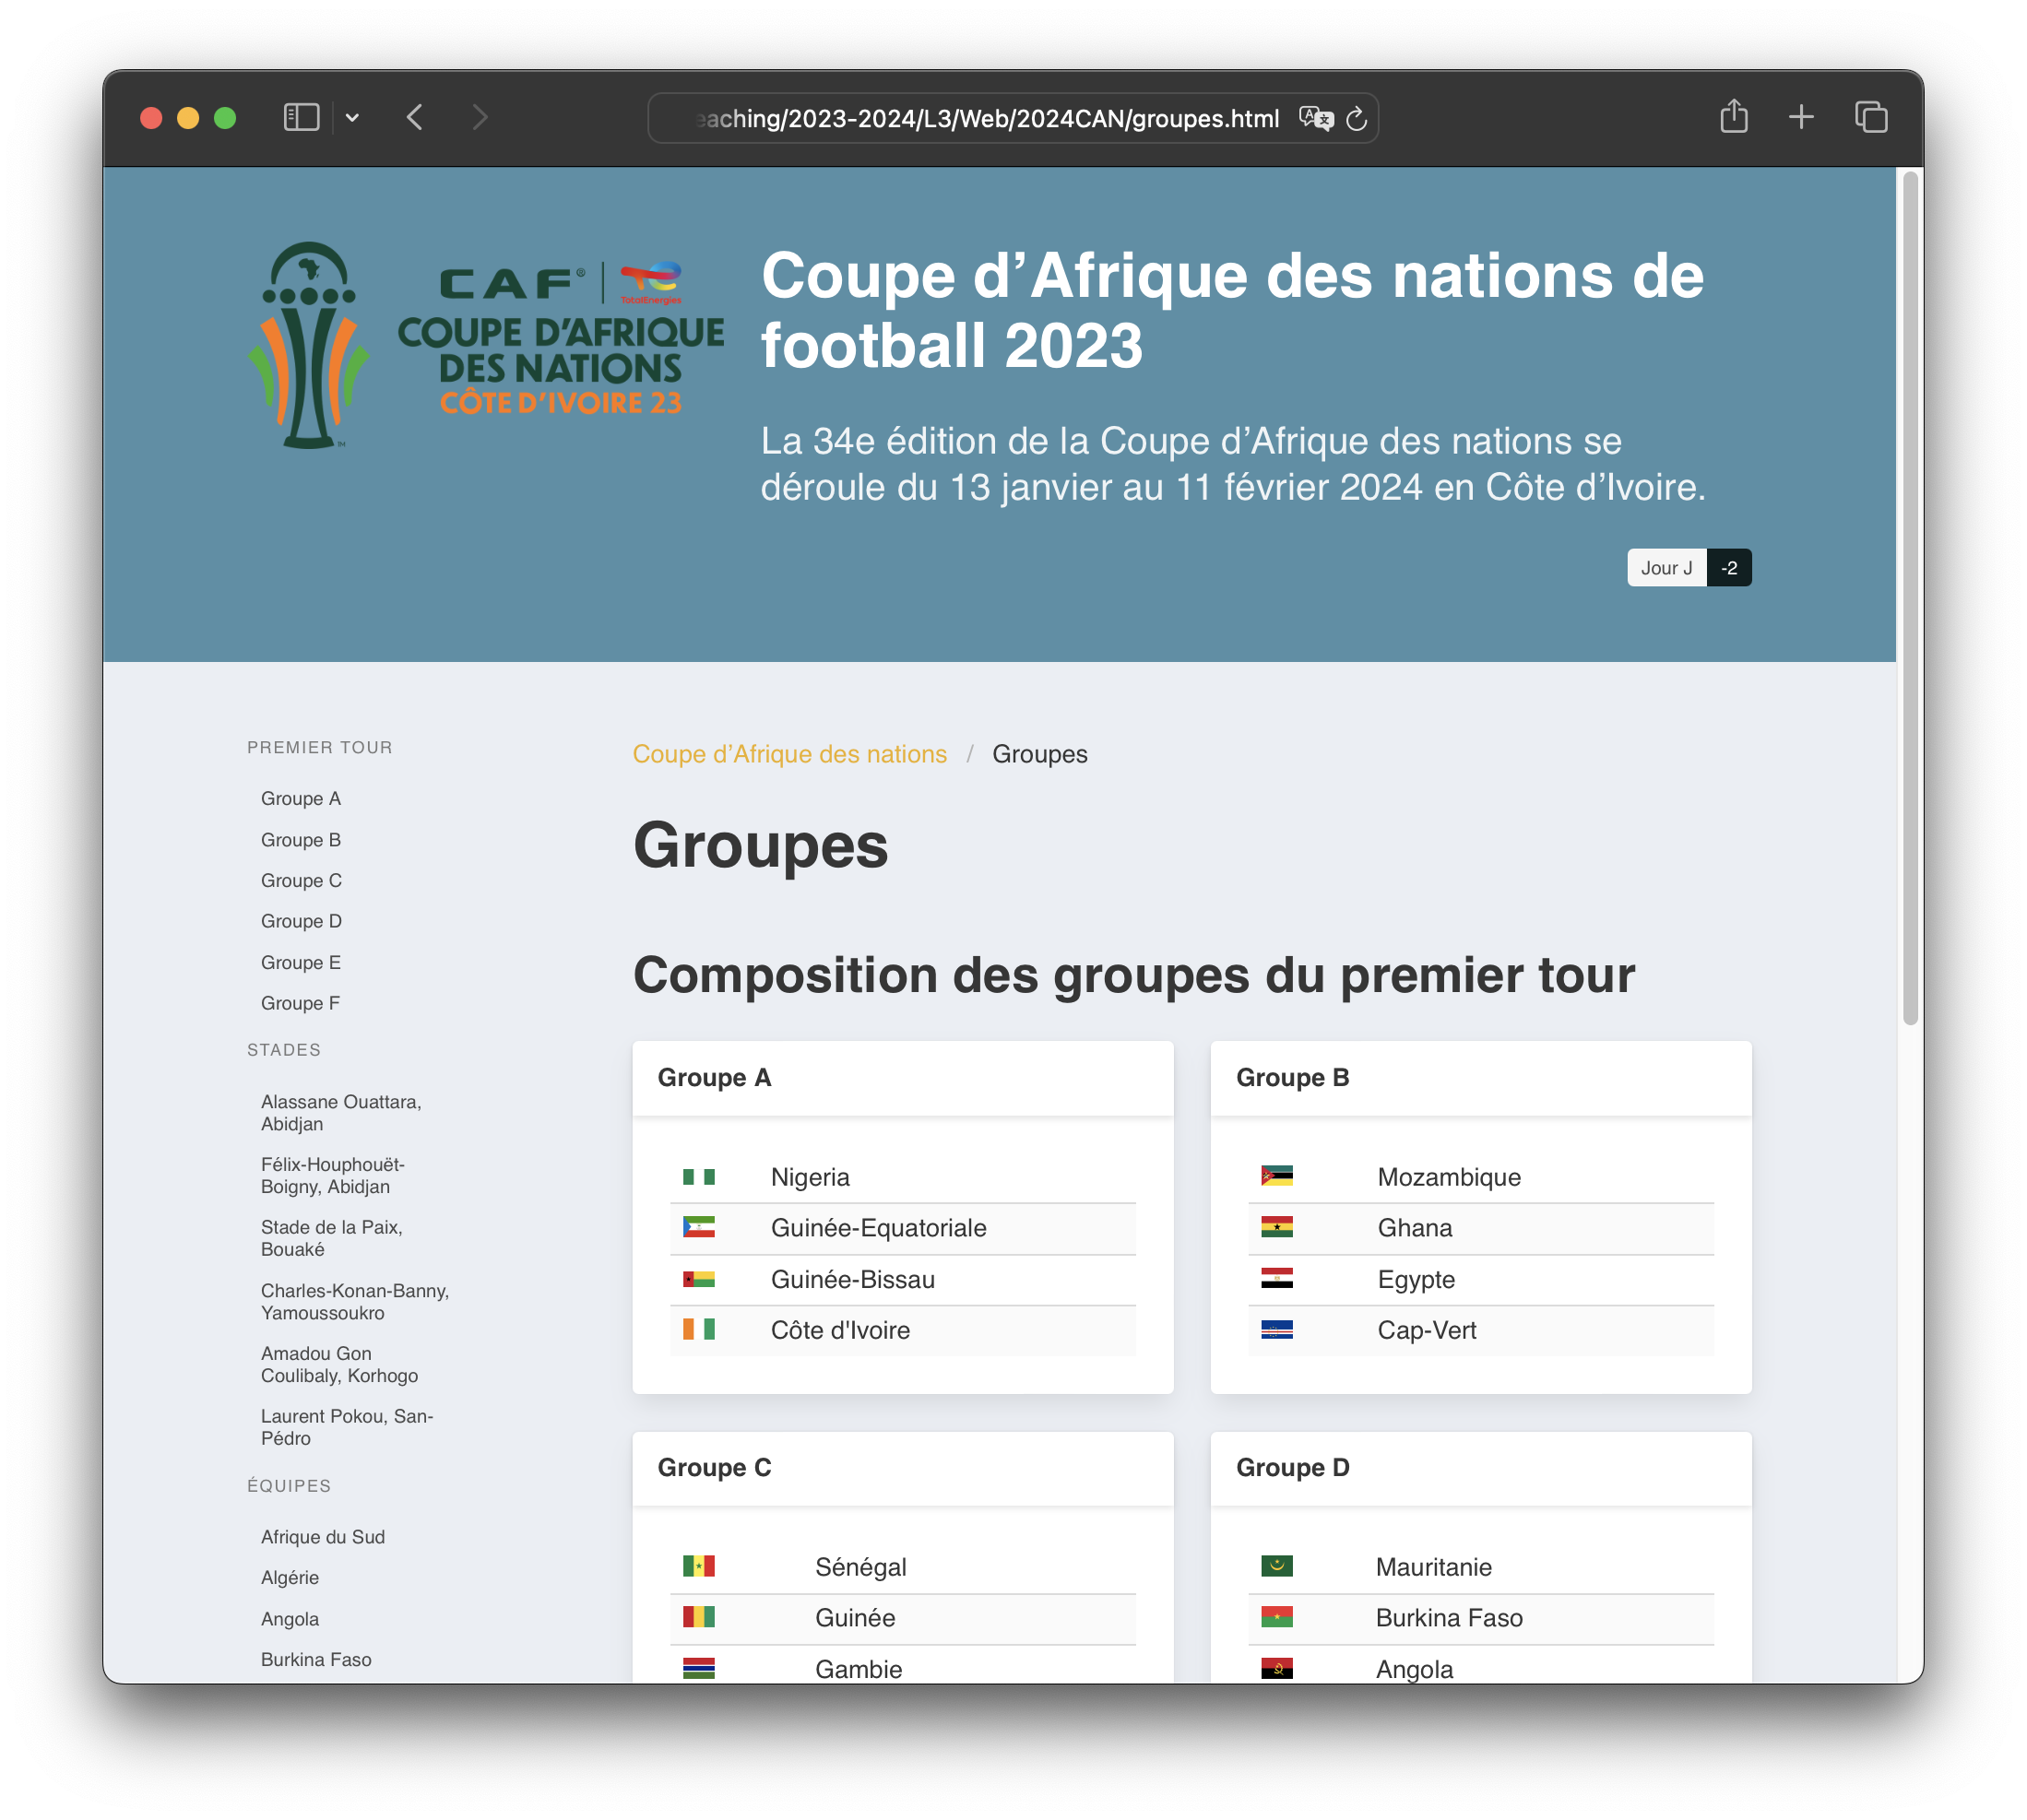 eaching/2023-2024/L3/Web/2024CAN/groupes.html
CAF®
TotalEnergies
COUPE D'AFRIQUE
DES NATIONS
CÔTE D'IVOIRE 23
TM
Coupe d’Afrique des nations de
football 2023
La 34e édition de la Coupe d’Afrique des nations se
déroule du 13 janvier au 11 février 2024 en Côte d’Ivoire.
Jour J -2
PREMIER TOUR
Groupe A
Groupe B
Groupe C
Groupe D
Groupe E
Groupe F
STADES
Alassane Ouattara,
Abidjan
Félix-Houphouët-
Boigny, Abidjan
Stade de la Paix,
Bouaké
Charles-Konan-Banny,
Yamoussoukro
Amadou Gon
Coulibaly, Korhogo
Laurent Pokou, San-
Pédro
ÉQUIPES
Afrique du Sud
Algérie
Angola
Burkina Faso
Coupe d’Afrique des nations / Groupes
Groupes
Composition des groupes du premier tour
Groupe A
Nigeria
Guinée-Equatoriale
Guinée-Bissau
Côte d'Ivoire
Groupe B
Mozambique
Ghana
Egypte
Cap-Vert
Groupe C
Sénégal
Guinée
Gambie
Groupe D
Mauritanie
Burkina Faso
Angola